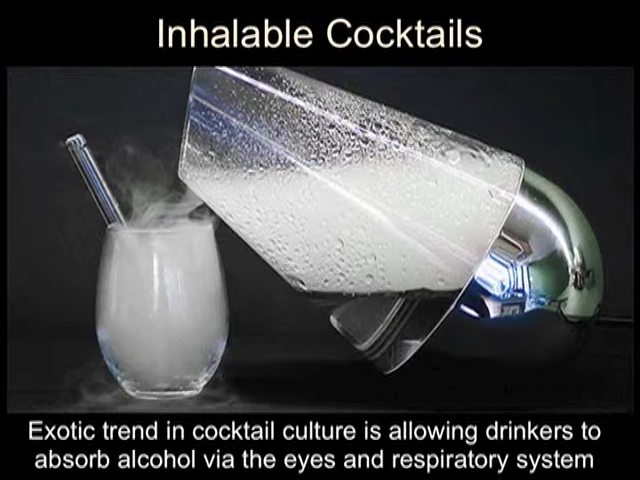 Inhalable Cocktails
Exotic trend in cocktail culture is allowing drinkers to
absorb alcohol via the eyes and respiratory system